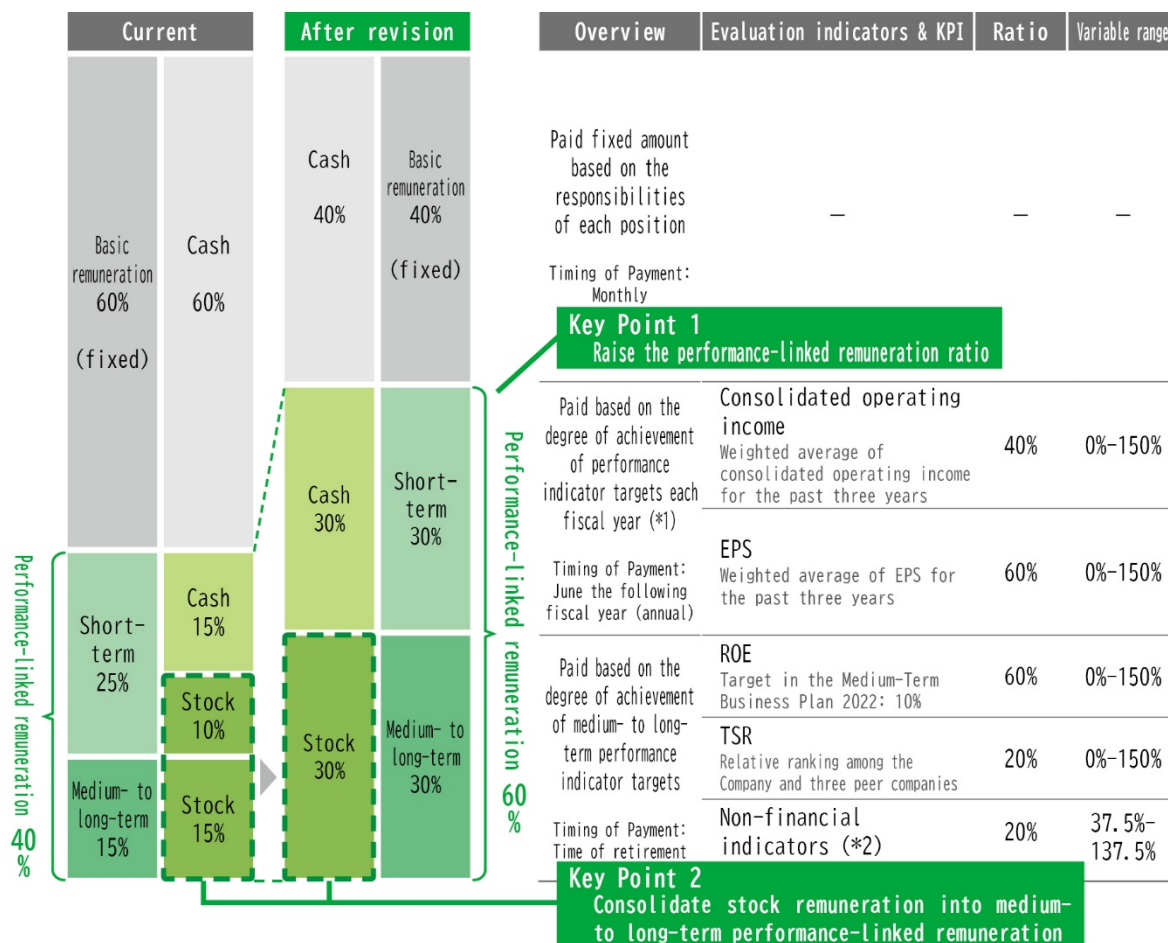 Current
After revision
Overview
Evaluation indicators & KPI
Ratio
Variable range
Basic
remuneration
60%
(fixed)
Cash
60%
Short-
term
25%
Medium- to
long-term
15%
Cash
15%
Stock
10%
Stock
15%
Performance-linked remuneration 40
%
Cash
40%
Basic
remuneration
40%
(fixed)
Cash
30%
Short-
term
30%
Stock
30%
Medium- to
long-term
30%
Performance-linked remuneration 60
%
Paid fixed amount
based on the
responsibilities
of each position
Timing of Payment:
Monthly
—
—
—
Key Point 1
Raise the performance-linked remuneration ratio
Paid based on the
degree of achievement
of performance
indicator targets each
fiscal year (*1)
Timing of Payment:
June the following
fiscal year (annual)
Consolidated operating
income
Weighted average of
consolidated operating income
for the past three years
40%
0%-150%
EPS
Weighted average of EPS for
the past three years
60%
0%-150%
Paid based on the
degree of achievement
of medium- to long-
term performance
indicator targets
Timing of Payment:
Time of retirement
ROE
Target in the Medium-Term
Business Plan 2022: 10%
60%
0%-150%
TSR
Relative ranking among the
Company and three peer companies
20%
0%-150%
Non-financial
indicators (*2)
20%
37.5%-
137.5%
Key Point 2
Consolidate stock remuneration into medium-
to long-term performance-linked remuneration